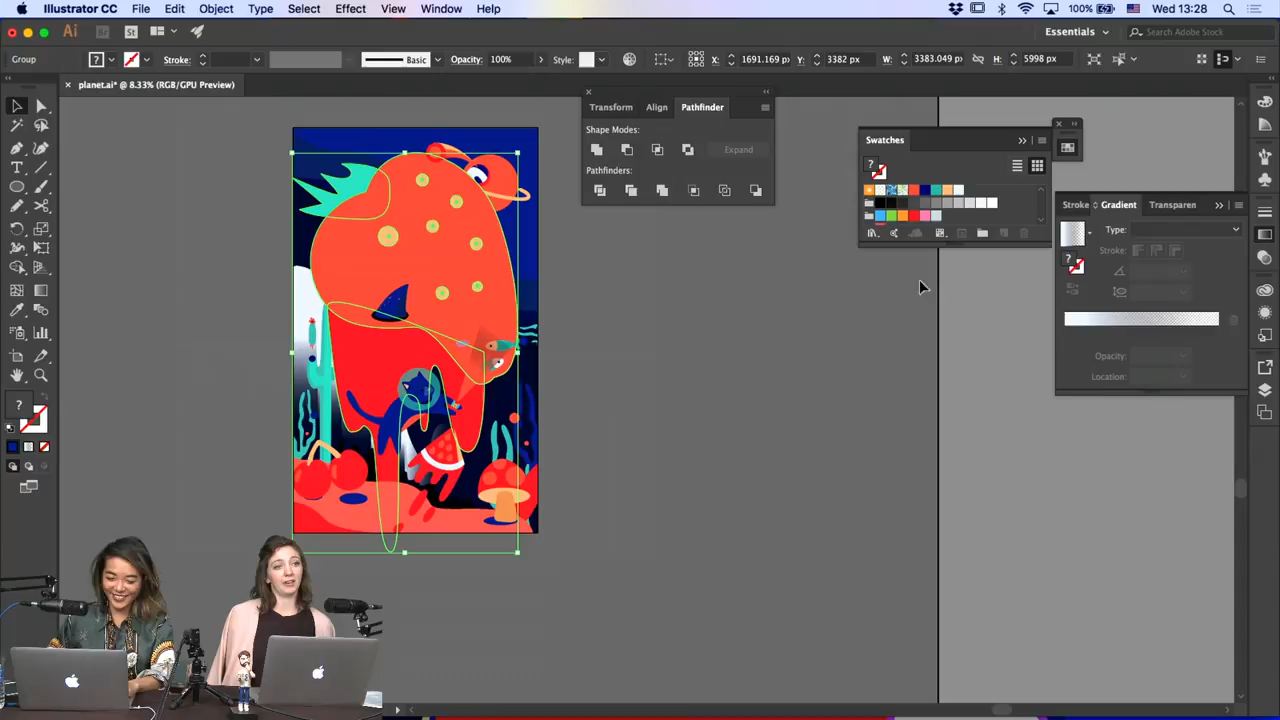 Illustrator CC File Edit Object Type Select Effect View Window Help 100% Wed 13:28
Ai Br St Essentials Search Adobe Stock
Group ? Stroke: Basic Opacity: 100% Style: X: 1691.169 px Y: 3382 px W: 3383.049 px H: 5998 px
× planet.ai* @ 8.33% (RGB/GPU Preview)
Transform Align Pathfinder
Shape Modes:
Expand
Pathfinders:
Swatches
?
Stroke Gradient Transparen
Type:
Stroke:
?
Opacity:
Location:
?